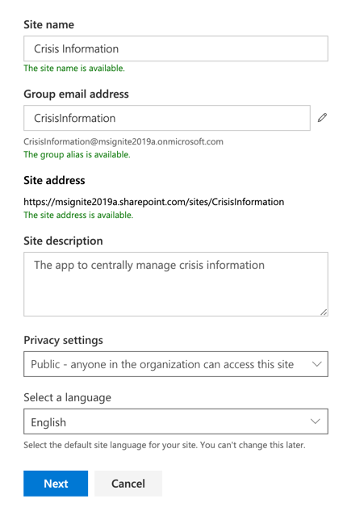 Site name
Crisis Information
The site name is available.
Group email address
CrisisInformation
CrisisInformation@msignite2019a.onmicrosoft.com
The group alias is available.
Site address
https://msignite2019a.sharepoint.com/sites/CrisisInformation
The site address is available.
Site description
The app to centrally manage crisis information
Privacy settings
Public - anyone in the organization can access this site
Select a language
English
Select the default site language for your site. You can't change this later.
Next Cancel